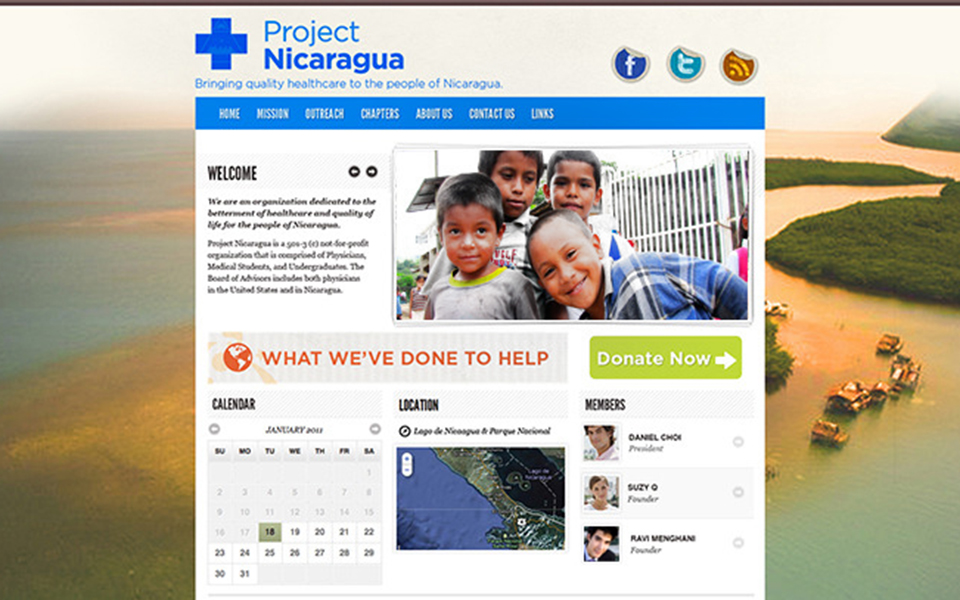 Project
Nicaragua
Bringing quality healthcare to the people of Nicaragua.
HOME MISSION OUTREACH CHAPTERS ABOUT US CONTACT US LINKS
WELCOME
We are an organization dedicated to the
betterment of healthcare and quality of
life for the people of Nicaragua.
Project Nicaragua is a 501-3 (c) not-for-profit
organization that is comprised of Physicians,
Medical Students, and Undergraduates. The
Board of Advisors includes both physicians
in the United States and in Nicaragua.
WHAT WE'VE DONE TO HELP
Donate Now
CALENDAR
JANUARY 2011
SU MO TU WE TH FR SA
1
2 3 4 5 6 7 8
9 10 11 12 13 14 15
16 17 18 19 20 21 22
23 24 25 26 27 28 29
30 31
LOCATION
Lago de Nicaagua & Parque Nacional
Lago de
Nicaragua
MEMBERS
DANIEL CHOI
President
SUZY Q
Founder
RAVI MENGHANI
Founder